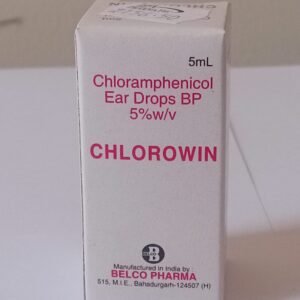 5mL
Chloramphenicol
Ear Drops BP
5%w/v
CHLOROWIN
B
Manufactured in India by
BELCO PHARMA
515, M.I.E., Bahadurgarh-124507 (H)